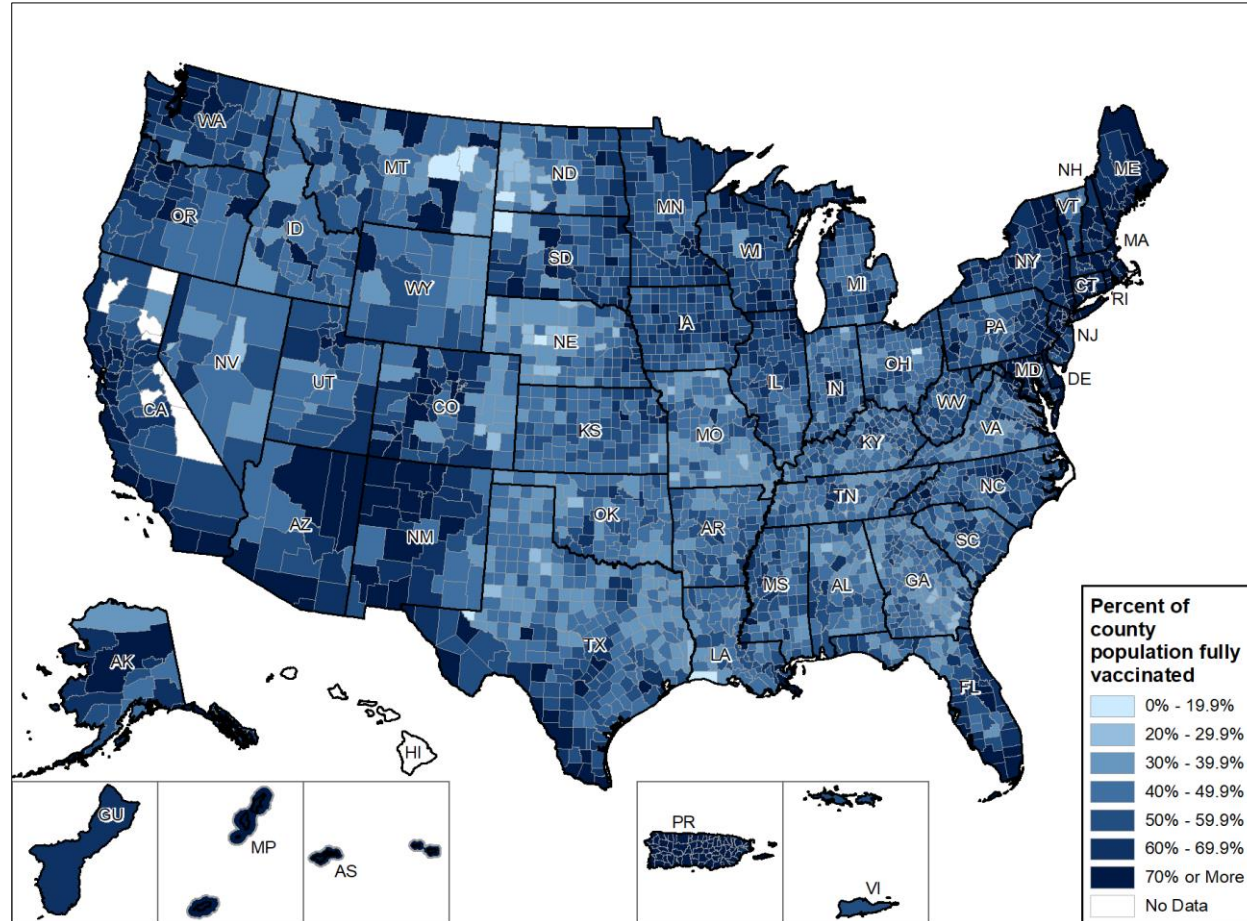 WA
MT
ND
MN
OR
ID
SD
WI
WY
MI
NH
VT
ME
NY
MA
CT
RI
IA
NE
PA
NJ
NV
UT
CO
IL
IN
OH
MD
DE
CA
KS
MO
WV
VA
KY
AZ
NM
OK
AR
TN
NC
SC
MS
AL
GA
TX
LA
FL
AK
HI
GU
MP
AS
PR
VI
Percent of
county
population fully
vaccinated
0% - 19.9%
20% - 29.9%
30% - 39.9%
40% - 49.9%
50% - 59.9%
60% - 69.9%
70% or More
No Data